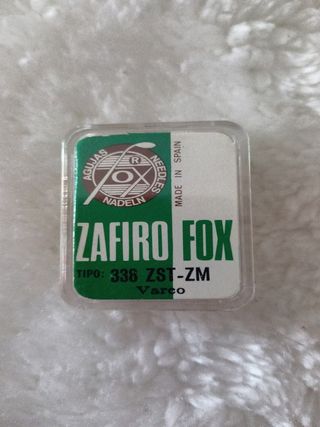 AGUJAS NEEDLES
R
FOX
NADELN
MADE IN SPAIN
ZAFIRO FOX
TIPO: 338 ZST-ZM
Varco